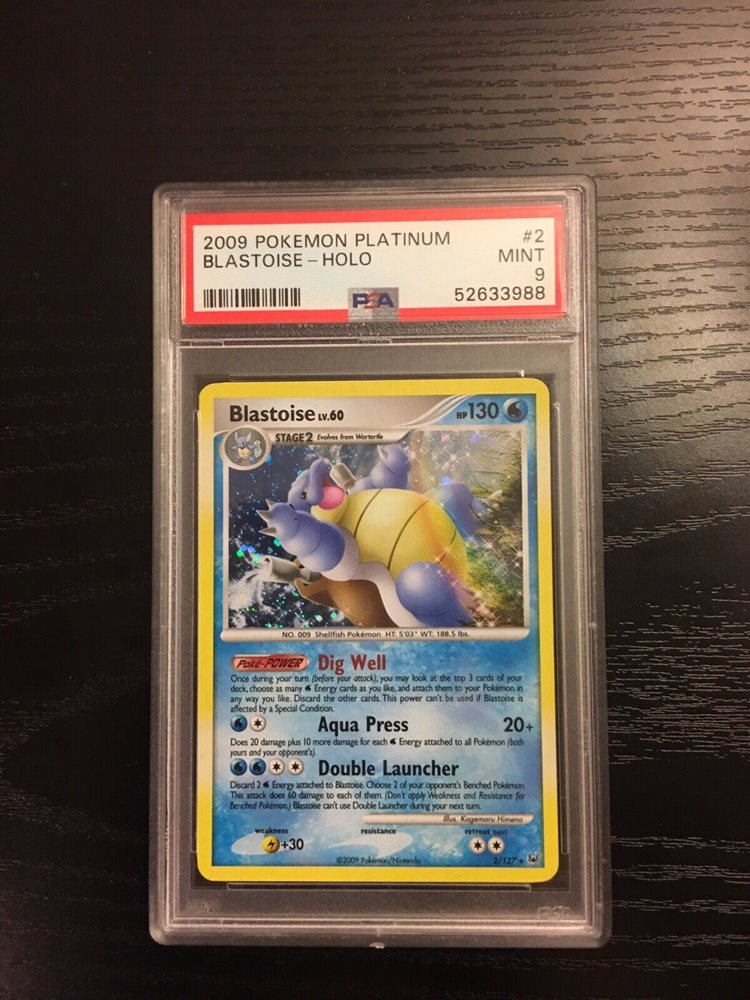 2009 POKEMON PLATINUM #2
BLASTOISE – HOLO MINT
9
PSA 52633988
Blastoise LV.60 HP 130
STAGE 2 Evolves from Wartortle
NO. 009 Shellfish Pokémon HT: 5'03" WT: 188.5 lbs.
Poké-POWER Dig Well
Once during your turn (before your attack), you may look at the top 3 cards of your
deck, choose as many Energy cards as you like, and attach them to your Pokémon in
any way you like. Discard the other cards. This power can't be used if Blastoise is
affected by a Special Condition.
Aqua Press 20+
Does 20 damage plus 10 more damage for each Energy attached to all Pokémon (both
yours and your opponent's).
Double Launcher
Discard 2 Energy attached to Blastoise. Choose 2 of your opponent's Benched Pokémon.
This attack does 60 damage to each of them. (Don't apply Weakness and Resistance for
Benched Pokémon.) Blastoise can't use Double Launcher during your next turn.
Illus. Kagemaru Himeno
weakness resistance retreat cost
+30
©2009 Pokémon/Nintendo 2/127